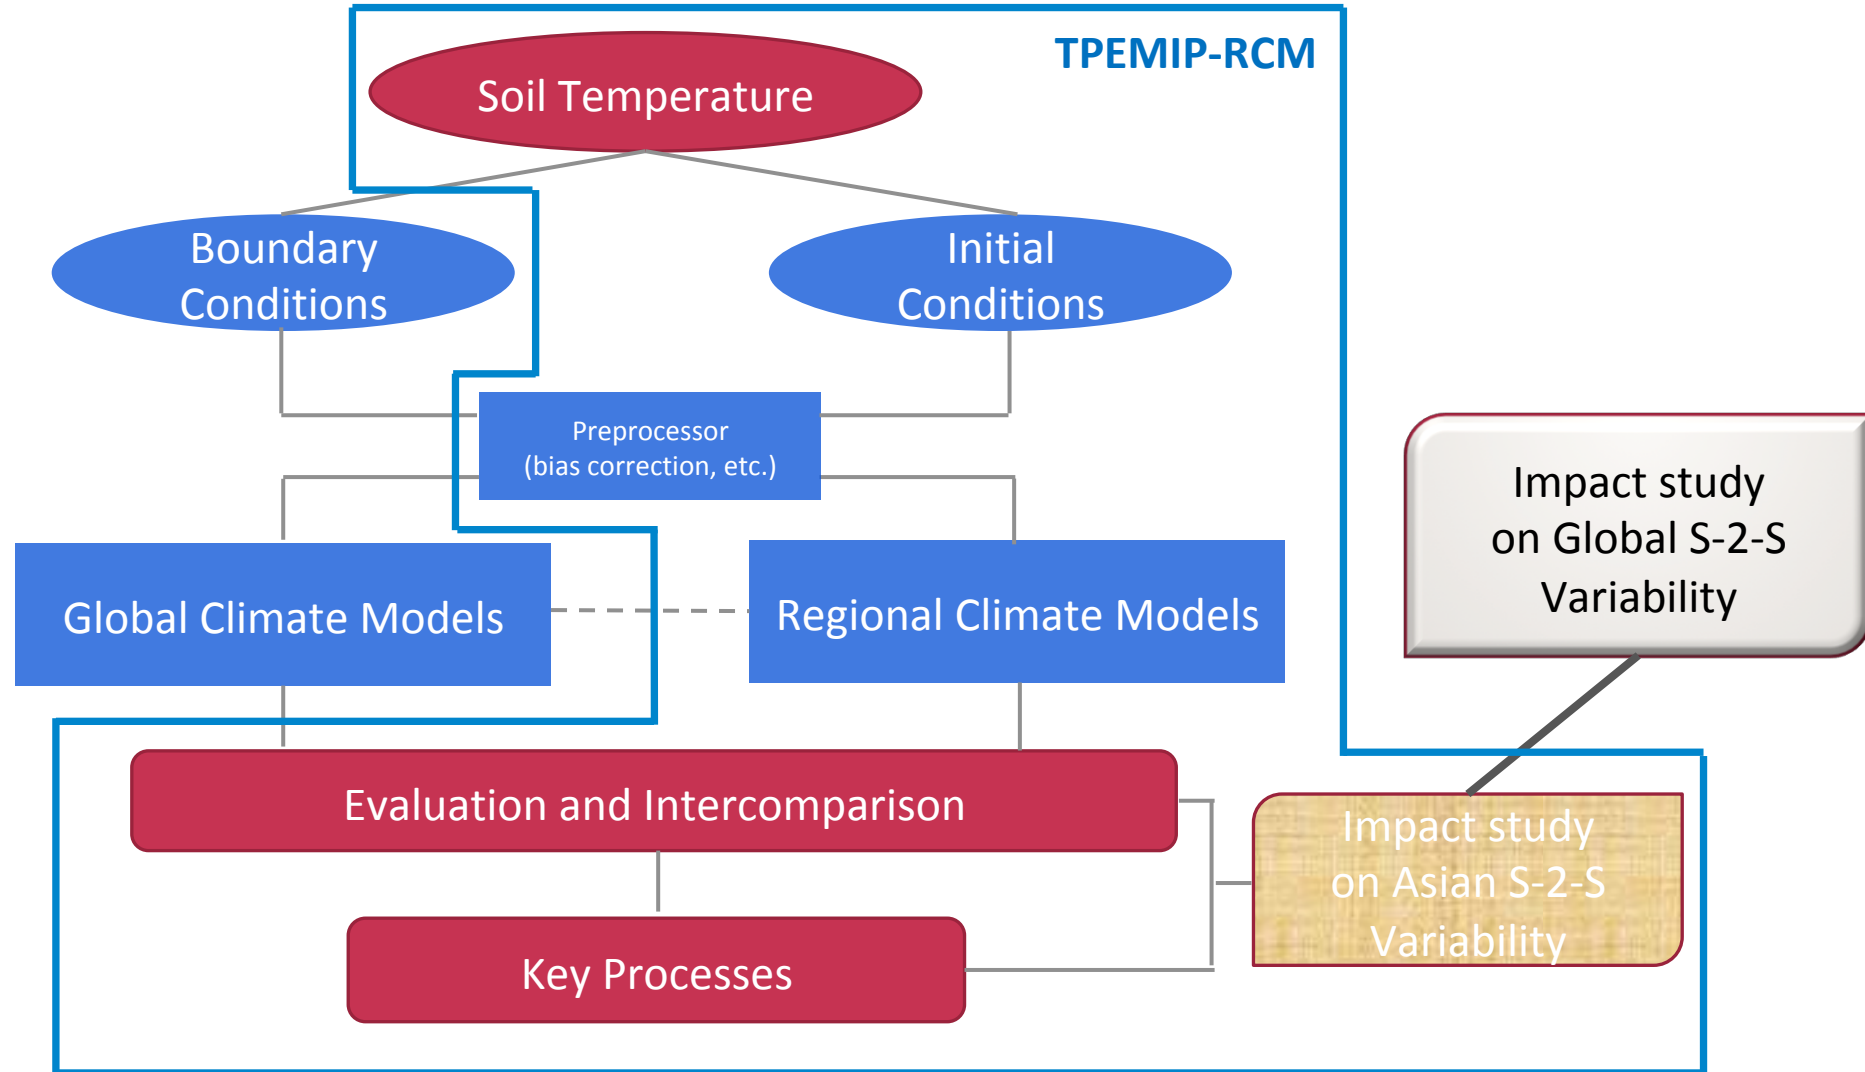 TPEMIP-RCM
Soil Temperature
Boundary
Conditions
Initial
Conditions
Preprocessor
(bias correction, etc.)
Global Climate Models
Regional Climate Models
Impact study
on Global S-2-S
Variability
Evaluation and Intercomparison
Impact study
on Asian S-2-S
Variability
Key Processes